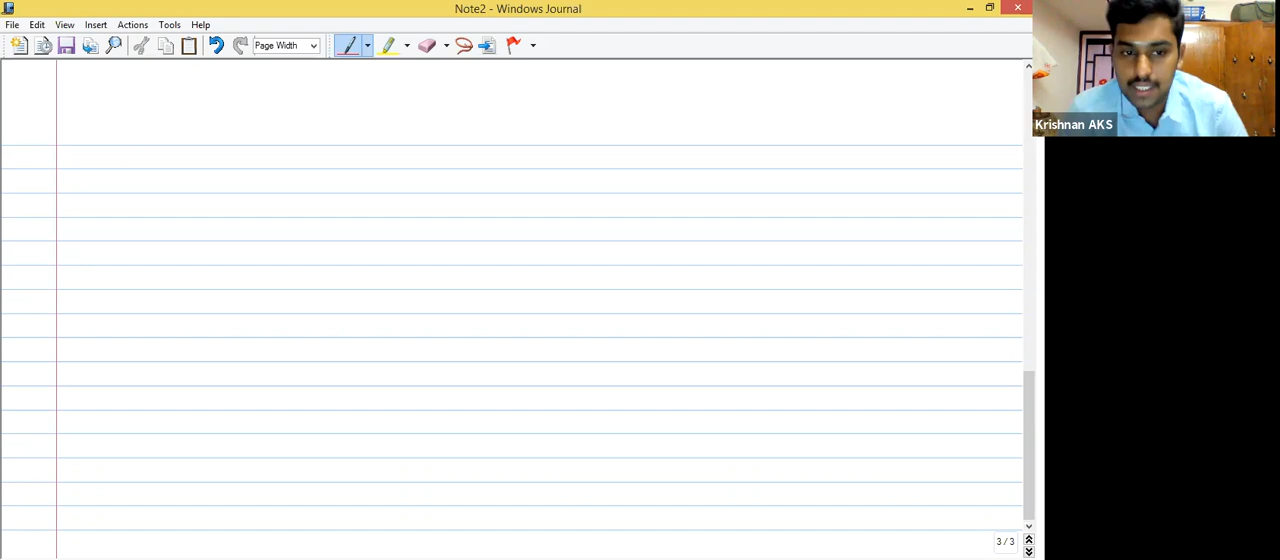 Note2 - Windows Journal
File Edit View Insert Actions Tools Help
Page Width
Krishnan AKS
3 / 3